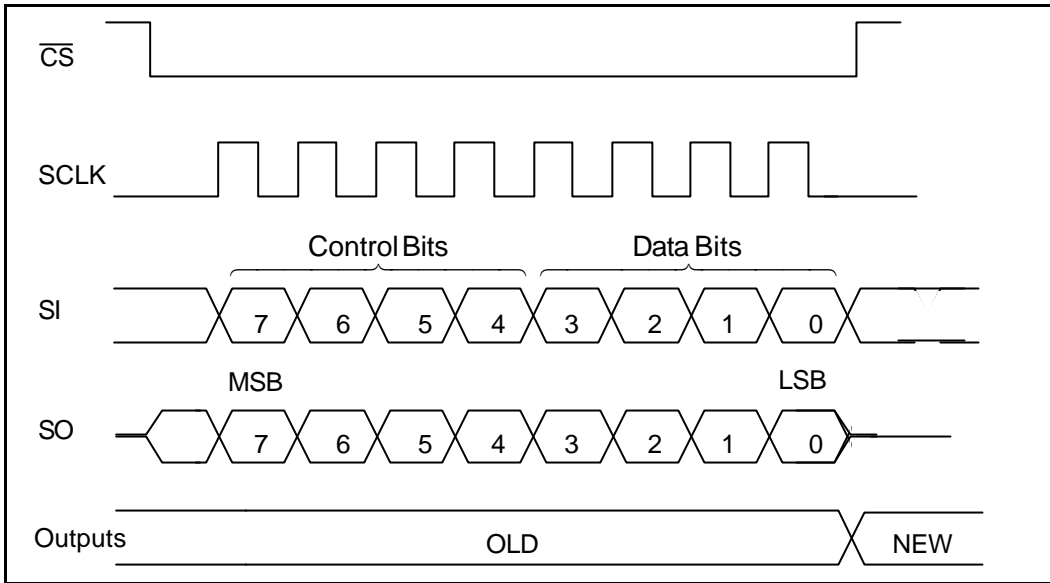 C̅S̅
SCLK
Control Bits Data Bits
SI 7 6 5 4 3 2 1 0
MSB LSB
SO 7 6 5 4 3 2 1 0
Outputs OLD NEW